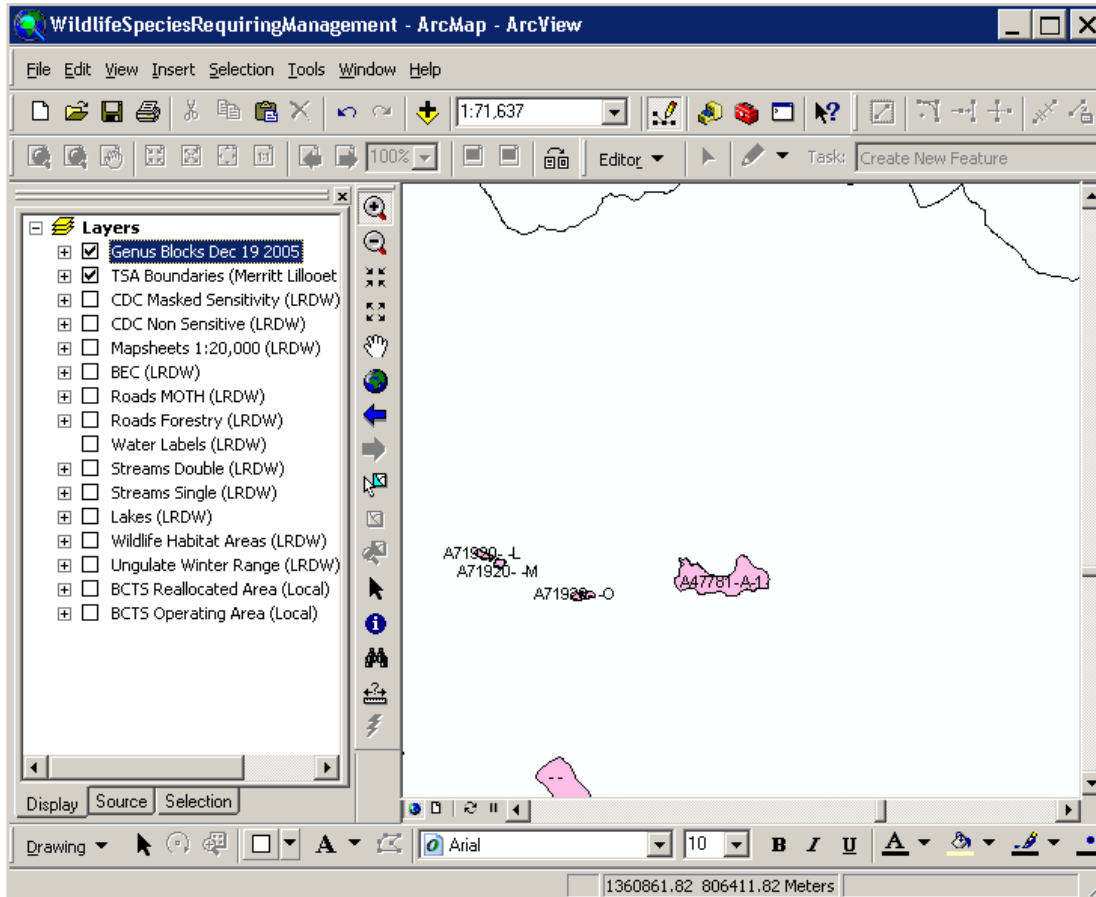 WildlifeSpeciesRequiringManagement - ArcMap - ArcView
File Edit View Insert Selection Tools Window Help
1:71,637
100% Editor Task: Create New Feature
Layers
Genus Blocks Dec 19 2005
TSA Boundaries (Merritt Lillooet
CDC Masked Sensitivity (LRDW)
CDC Non Sensitive (LRDW)
Mapsheets 1:20,000 (LRDW)
BEC (LRDW)
Roads MOTH (LRDW)
Roads Forestry (LRDW)
Water Labels (LRDW)
Streams Double (LRDW)
Streams Single (LRDW)
Lakes (LRDW)
Wildlife Habitat Areas (LRDW)
Ungulate Winter Range (LRDW)
BCTS Reallocated Area (Local)
BCTS Operating Area (Local)
A71920- -L
A71920- -M
A71920- -O
A47781-A-1
--
Display Source Selection
Drawing A Arial 10 B I U A
1360861.82 806411.82 Meters